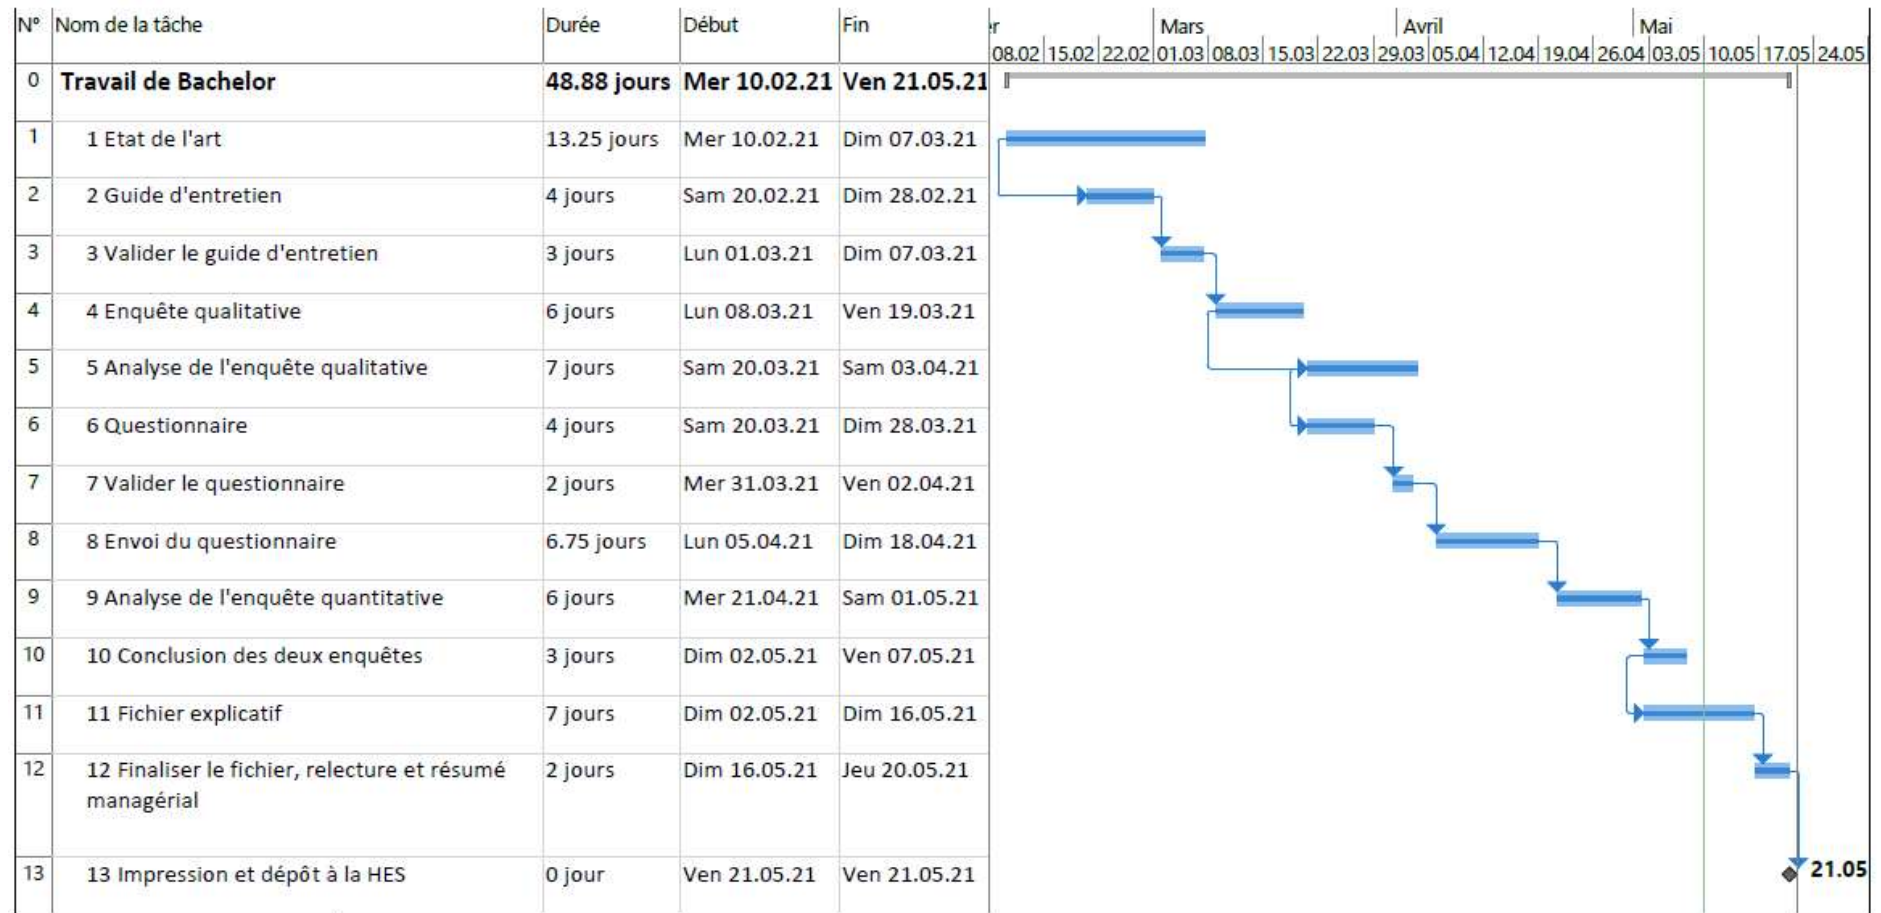 N° Nom de la tâche Durée Début Fin er Mars Avril Mai
08.02 15.02 22.02 01.03 08.03 15.03 22.03 29.03 05.04 12.04 19.04 26.04 03.05 10.05 17.05 24.05
0 Travail de Bachelor 48.88 jours Mer 10.02.21 Ven 21.05.21
1 1 Etat de l'art 13.25 jours Mer 10.02.21 Dim 07.03.21
2 2 Guide d'entretien 4 jours Sam 20.02.21 Dim 28.02.21
3 3 Valider le guide d'entretien 3 jours Lun 01.03.21 Dim 07.03.21
4 4 Enquête qualitative 6 jours Lun 08.03.21 Ven 19.03.21
5 5 Analyse de l'enquête qualitative 7 jours Sam 20.03.21 Sam 03.04.21
6 6 Questionnaire 4 jours Sam 20.03.21 Dim 28.03.21
7 7 Valider le questionnaire 2 jours Mer 31.03.21 Ven 02.04.21
8 8 Envoi du questionnaire 6.75 jours Lun 05.04.21 Dim 18.04.21
9 9 Analyse de l'enquête quantitative 6 jours Mer 21.04.21 Sam 01.05.21
10 10 Conclusion des deux enquêtes 3 jours Dim 02.05.21 Ven 07.05.21
11 11 Fichier explicatif 7 jours Dim 02.05.21 Dim 16.05.21
12 12 Finaliser le fichier, relecture et résumé 2 jours Dim 16.05.21 Jeu 20.05.21
managérial
13 13 Impression et dépôt à la HES 0 jour Ven 21.05.21 Ven 21.05.21 21.05